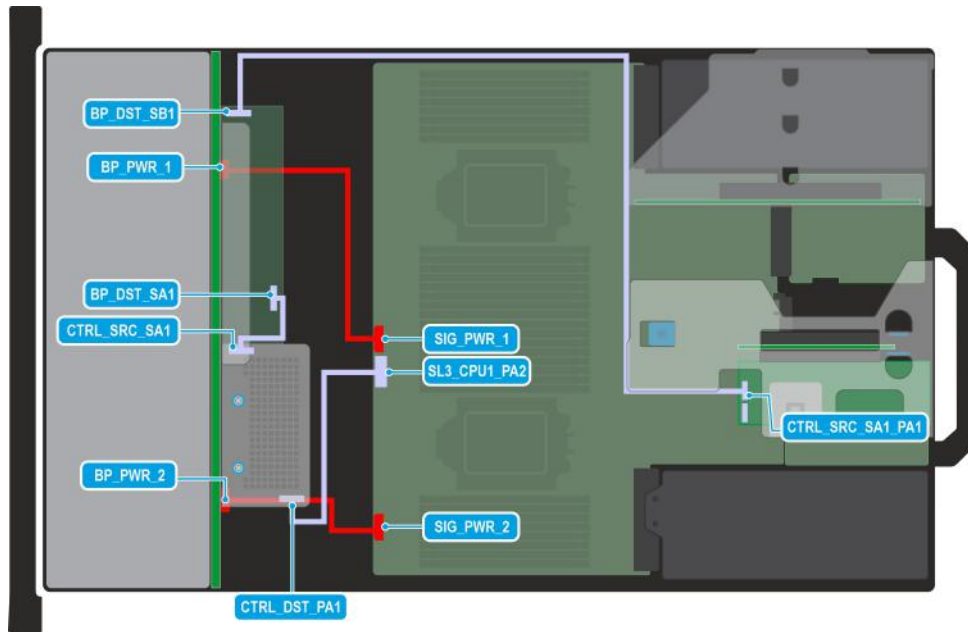 BP_DST_SB1
BP_PWR_1
BP_DST_SA1
CTRL_SRC_SA1
SIG_PWR_1
SL3_CPU1_PA2
CTRL_SRC_SA1_PA1
BP_PWR_2
SIG_PWR_2
CTRL_DST_PA1